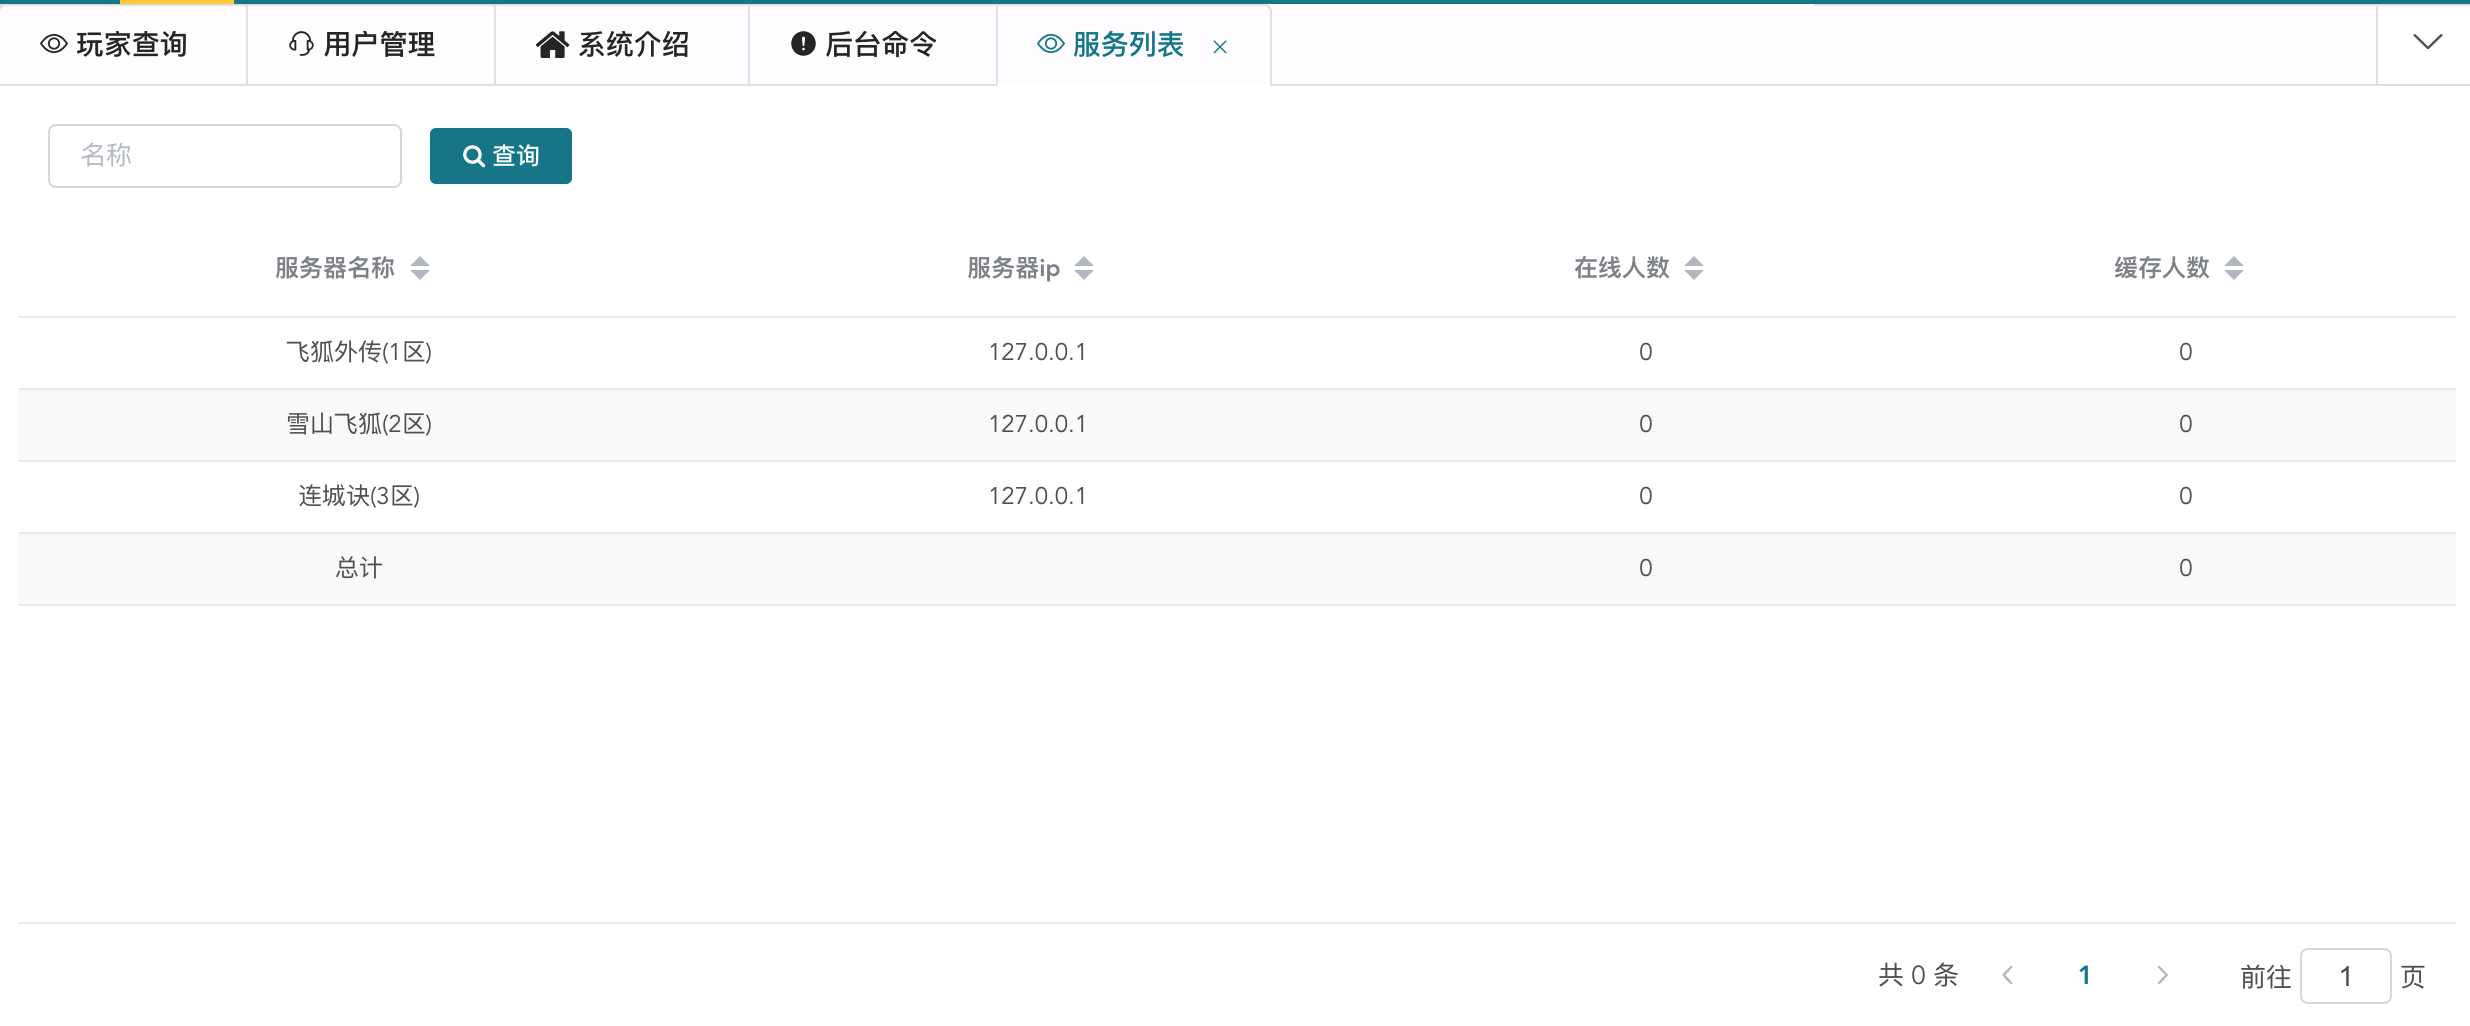 玩家查询 用户管理 系统介绍 后台命令 服务列表
名称 查询
服务器名称 服务器ip 在线人数 缓存人数
飞狐外传(1区) 127.0.0.1 0 0
雪山飞狐(2区) 127.0.0.1 0 0
连城诀(3区) 127.0.0.1 0 0
总计 0 0
共 0 条 1 前往 1 页